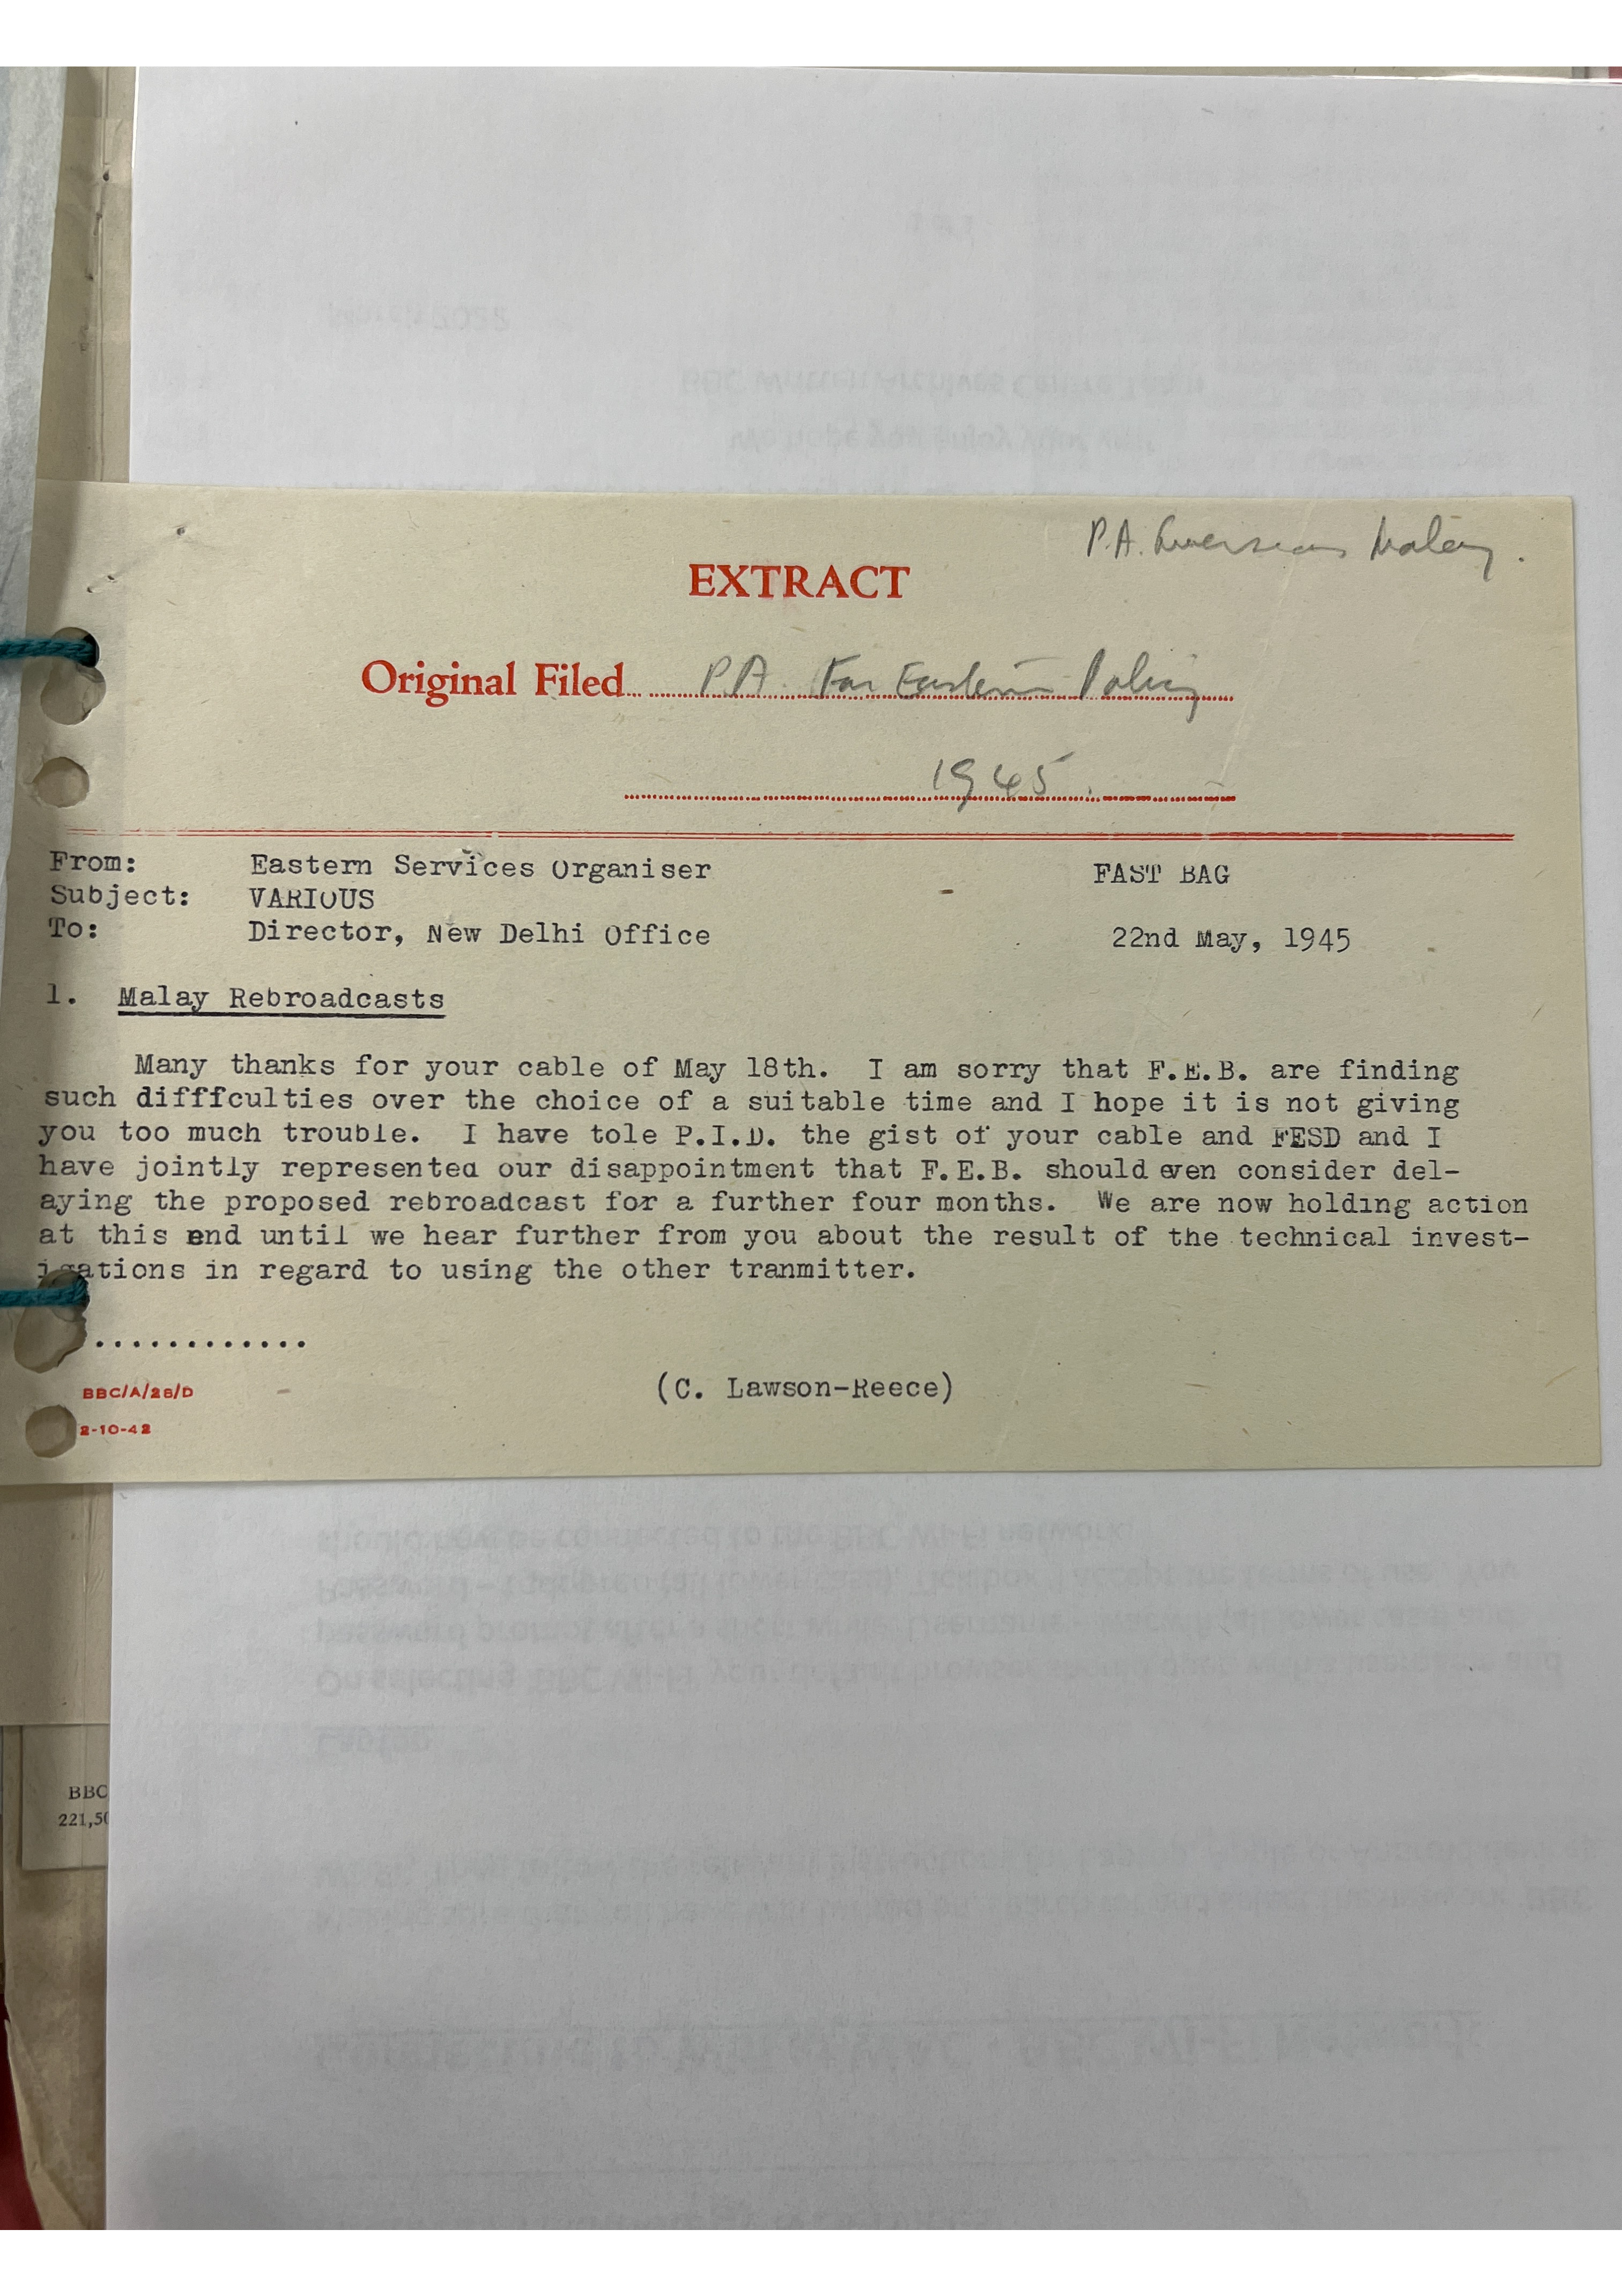 P.A. Overseas Malay.
EXTRACT
Original Filed P.A. Far Eastern Policy
1945.
From: Eastern Services Organiser FAST BAG
Subject: VARIOUS
To: Director, New Delhi Office 22nd May, 1945
1. Malay Rebroadcasts
Many thanks for your cable of May 18th. I am sorry that F.E.B. are finding
such difffculties over the choice of a suitable time and I hope it is not giving
you too much trouble. I have tole P.I.D. the gist of your cable and FESD and I
have jointly represented our disappointment that F.E.B. should even consider del-
aying the proposed rebroadcast for a further four months. We are now holding action
at this end until we hear further from you about the result of the technical invest-
igations in regard to using the other tranmitter.
............
(C. Lawson-Reece)
BBC/A/26/D
2-10-42
BBC
221,50